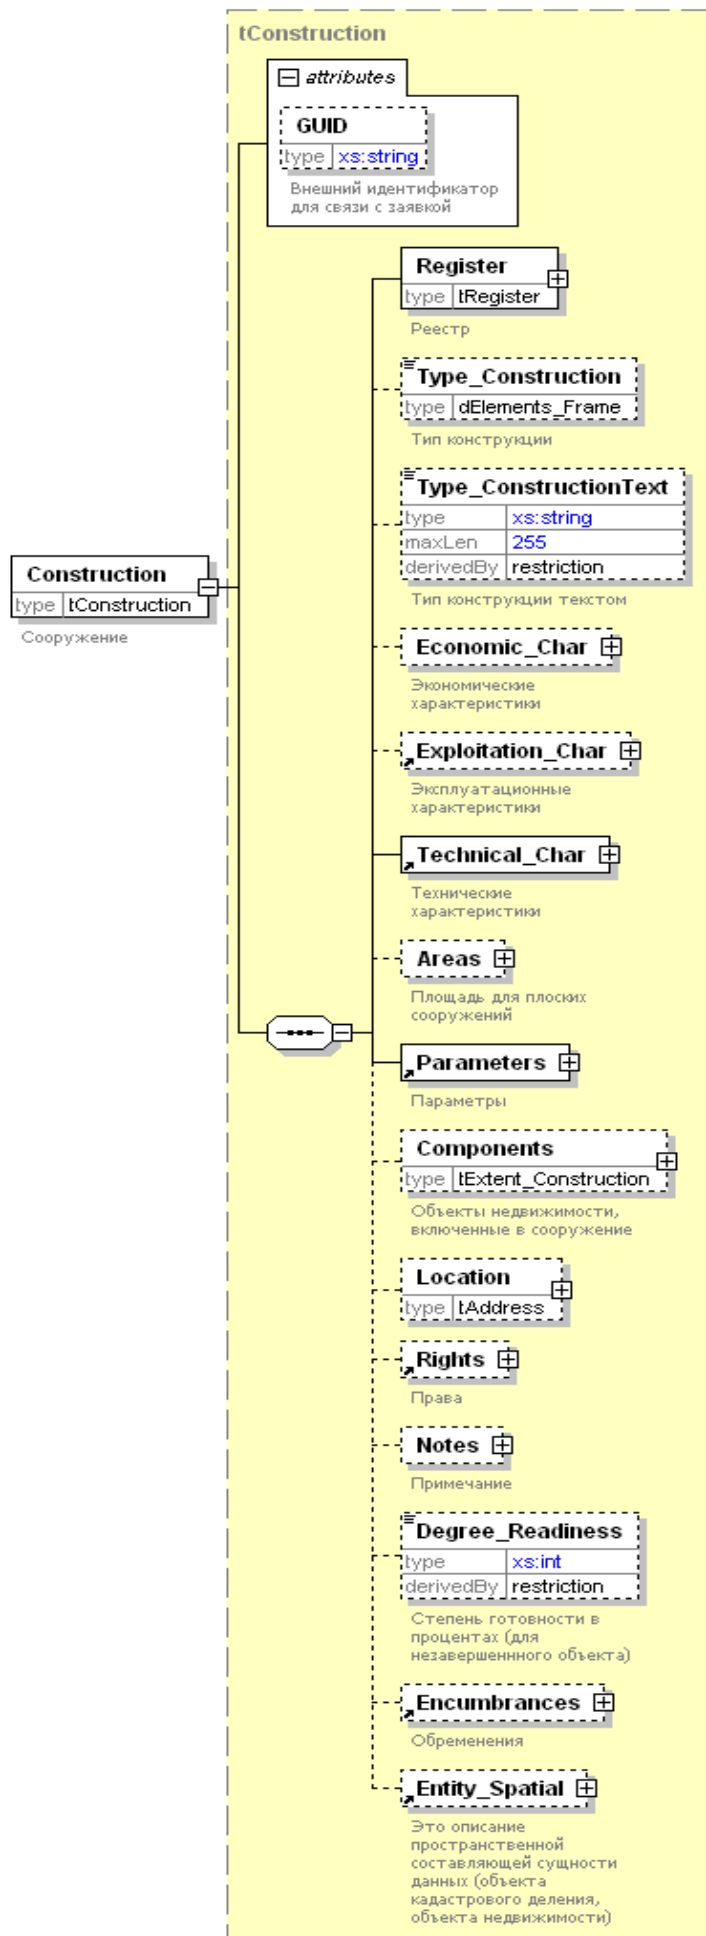 tConstruction
attributes
GUID
type xs:string
Внешний идентификатор
для связи с заявкой
Register
type tRegister
Реестр
Type_Construction
type dElements_Frame
Тип конструкции
Type_ConstructionText
type xs:string
maxLen 255
derivedBy restriction
Тип конструкции текстом
Construction
type tConstruction
Сооружение
Economic_Char
Экономические
характеристики
Exploitation_Char
Эксплуатационные
характеристики
Technical_Char
Технические
характеристики
Areas
Площадь для плоских
сооружений
Parameters
Параметры
Components
type tExtent_Construction
Объекты недвижимости,
включенные в сооружение
Location
type tAddress
Rights
Права
Notes
Примечание
Degree_Readiness
type xs:int
derivedBy restriction
Степень готовности в
процентах (для
незавершеннного объекта)
Encumbrances
Обременения
Entity_Spatial
Это описание
пространственной
составляющей сущности
данных (объекта
кадастрового деления,
объекта недвижимости)